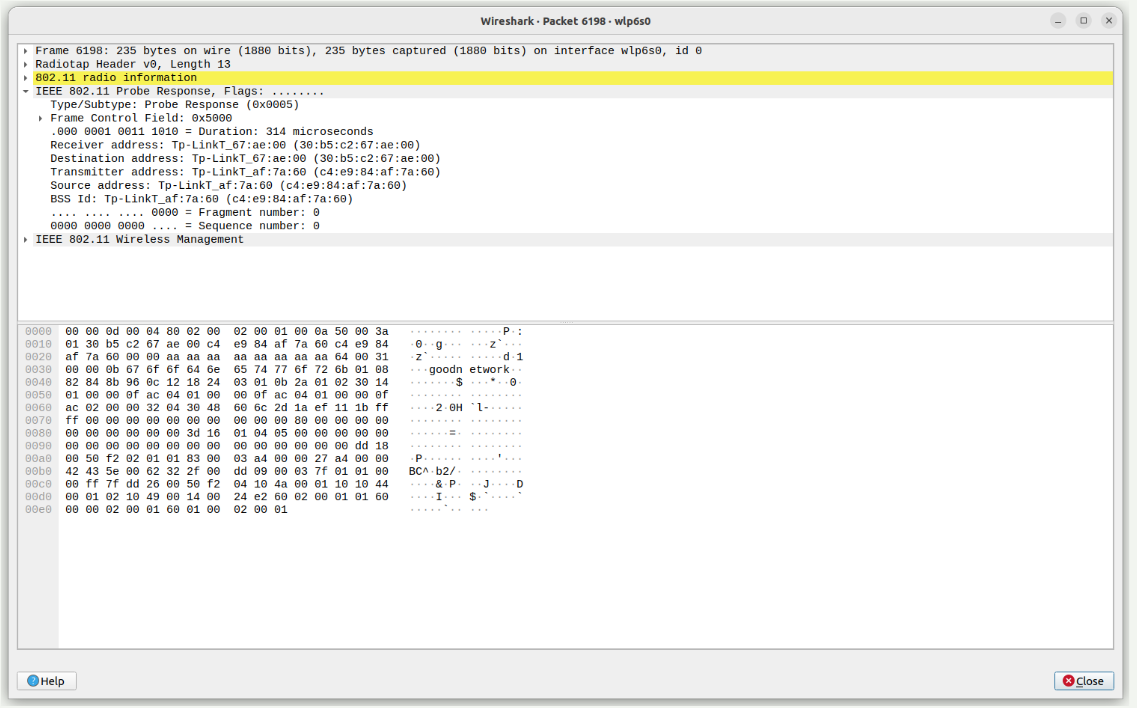 Wireshark · Packet 6198 · wlp6s0
Frame 6198: 235 bytes on wire (1880 bits), 235 bytes captured (1880 bits) on interface wlp6s0, id 0
Radiotap Header v0, Length 13
802.11 radio information
IEEE 802.11 Probe Response, Flags: ........
Type/Subtype: Probe Response (0x0005)
Frame Control Field: 0x5000
.000 0001 0011 1010 = Duration: 314 microseconds
Receiver address: Tp-LinkT_67:ae:00 (30:b5:c2:67:ae:00)
Destination address: Tp-LinkT_67:ae:00 (30:b5:c2:67:ae:00)
Transmitter address: Tp-LinkT_af:7a:60 (c4:e9:84:af:7a:60)
Source address: Tp-LinkT_af:7a:60 (c4:e9:84:af:7a:60)
BSS Id: Tp-LinkT_af:7a:60 (c4:e9:84:af:7a:60)
.... .... .... 0000 = Fragment number: 0
0000 0000 0000 .... = Sequence number: 0
IEEE 802.11 Wireless Management
0000 00 00 0d 00 04 80 02 00 02 00 01 00 0a 50 00 3a ········ ·····P·:
0010 01 30 b5 c2 67 ae 00 c4 e9 84 af 7a 60 c4 e9 84 ·0··g··· ···z`···
0020 af 7a 60 00 00 aa aa aa aa aa aa aa aa 64 00 31 ·z`····· ·····d·1
0030 00 00 0b 67 6f 6f 64 6e 65 74 77 6f 72 6b 01 08 ···goodn etwork··
0040 82 84 8b 96 0c 12 18 24 03 01 0b 2a 01 02 30 14 ·······$ ···*··0·
0050 01 00 00 0f ac 04 01 00 00 0f ac 04 01 00 00 0f ········ ········
0060 ac 02 00 00 32 04 30 48 60 6c 2d 1a ef 11 1b ff ····2·0H `l-·····
0070 ff 00 00 00 00 00 00 00 00 00 00 80 00 00 00 00 ········ ········
0080 00 00 00 00 00 00 3d 16 01 04 05 00 00 00 00 00 ······=· ········
0090 00 00 00 00 00 00 00 00 00 00 00 00 00 00 dd 18 ········ ········
00a0 00 50 f2 02 01 01 83 00 03 a4 00 00 27 a4 00 00 ·P······ ····'···
00b0 42 43 5e 00 62 32 2f 00 dd 09 00 03 7f 01 01 00 BC^·b2/· ········
00c0 00 ff 7f dd 26 00 50 f2 04 10 4a 00 01 10 10 44 ····&·P· ··J····D
00d0 00 01 02 10 49 00 14 00 24 e2 60 02 00 01 01 60 ····I··· $·`····`
00e0 00 00 02 00 01 60 01 00 02 00 01 ·····`·· ···
Help
Close